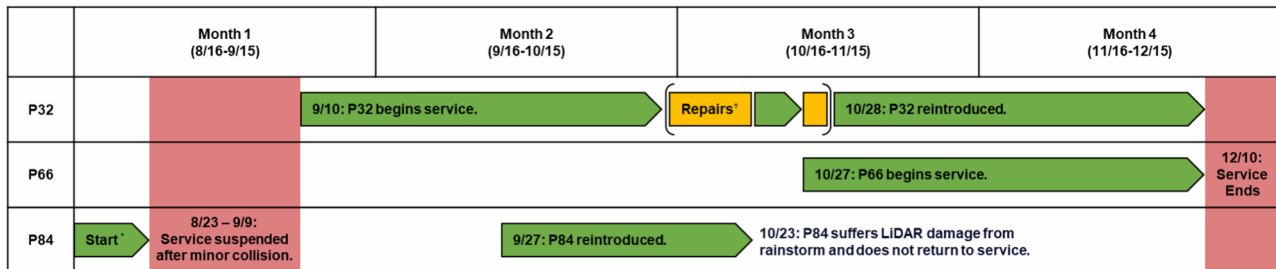 Month 1
(8/16-9/15)
Month 2
(9/16-10/15)
Month 3
(10/16-11/15)
Month 4
(11/16-12/15)
P32
9/10: P32 begins service.
Repairs†
10/28: P32 reintroduced.
P66
10/27: P66 begins service.
12/10:
Service
Ends
P84
Start*
8/23 – 9/9:
Service suspended
after minor collision.
9/27: P84 reintroduced.
10/23: P84 suffers LiDAR damage from
rainstorm and does not return to service.